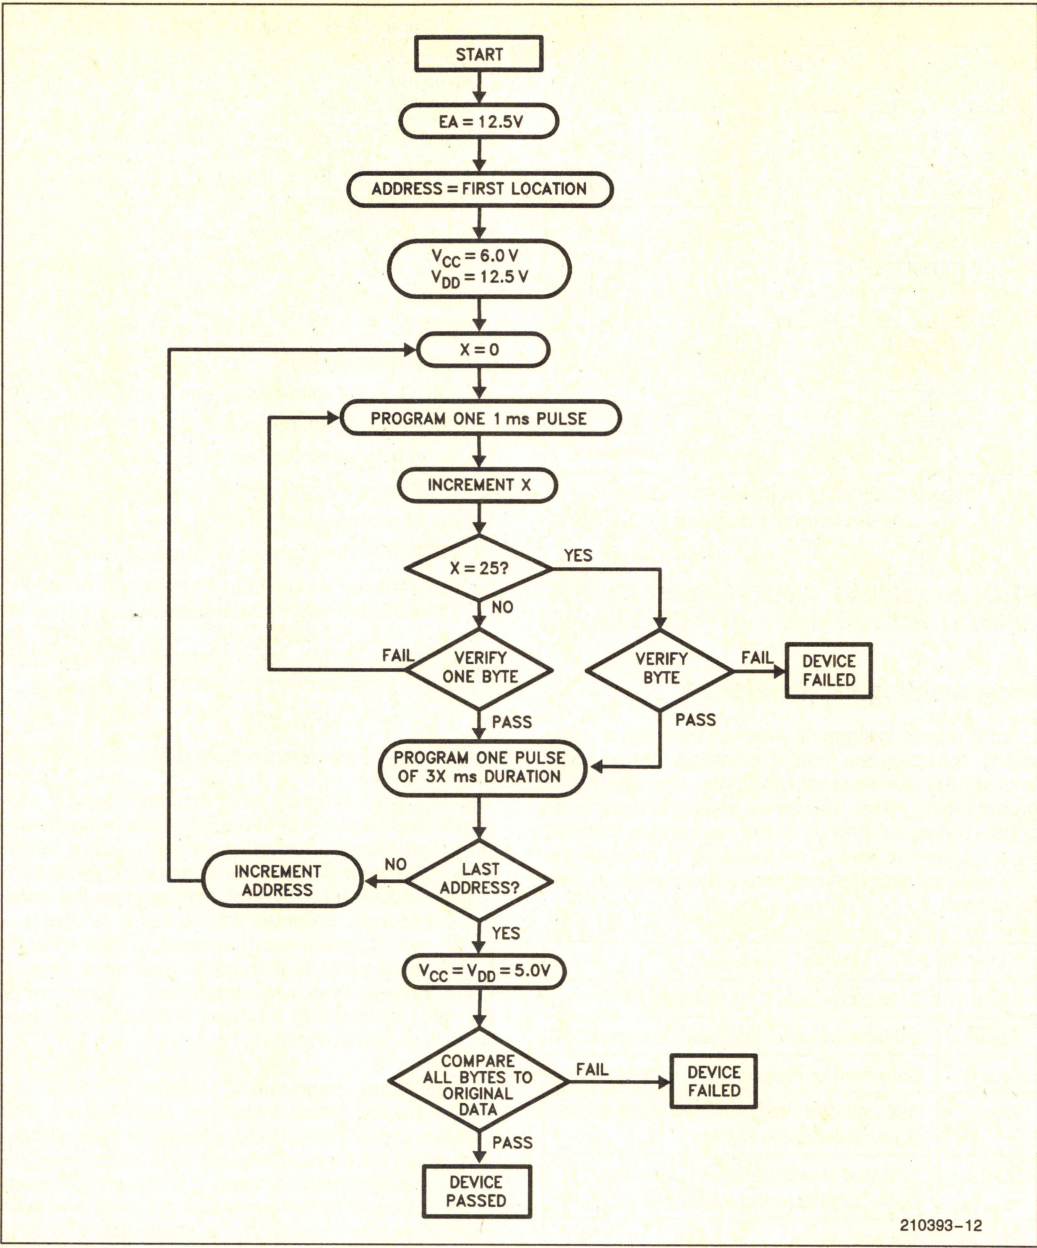 START
EA = 12.5V
ADDRESS = FIRST LOCATION
VCC = 6.0 V
VDD = 12.5 V
X = 0
PROGRAM ONE 1 ms PULSE
INCREMENT X
X = 25?
YES
NO
VERIFY
ONE BYTE
FAIL
PASS
VERIFY
BYTE
FAIL
PASS
DEVICE
FAILED
PROGRAM ONE PULSE
OF 3X ms DURATION
LAST
ADDRESS?
NO
INCREMENT
ADDRESS
YES
VCC = VDD = 5.0V
COMPARE
ALL BYTES TO
ORIGINAL
DATA
FAIL
DEVICE
FAILED
PASS
DEVICE
PASSED
210393-12